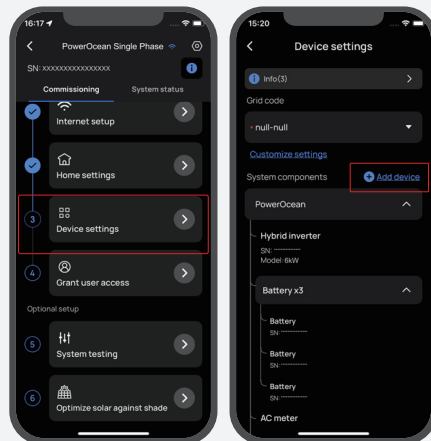 16:17
PowerOcean Single Phase
SN: xxxxxxxxxxxxxxxx
Commissioning
System status
Internet setup
Home settings
3
Device settings
4
Grant user access
Optional setup
5
System testing
6
Optimize solar against shade
15:20
Device settings
Info(3)
Grid code
* null-null
Customize settings
System components
Add device
PowerOcean
Hybrid inverter
SN:
Model: 6kW
Battery x3
Battery
SN:
Battery
SN:
Battery
SN:
AC meter